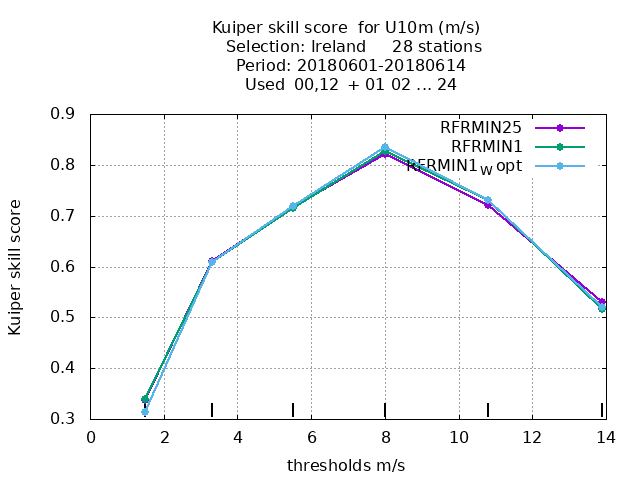 Kuiper skill score  for U10m (m/s)
Selection: Ireland     28 stations
Period: 20180601-20180614
Used  00,12  + 01 02 ... 24
0.9
0.8
0.7
0.6
0.5
0.4
0.3
Kuiper skill score
RFRMIN25
RFRMIN1
RFRMIN1W opt
0 2 4 6 8 10 12 14
thresholds m/s